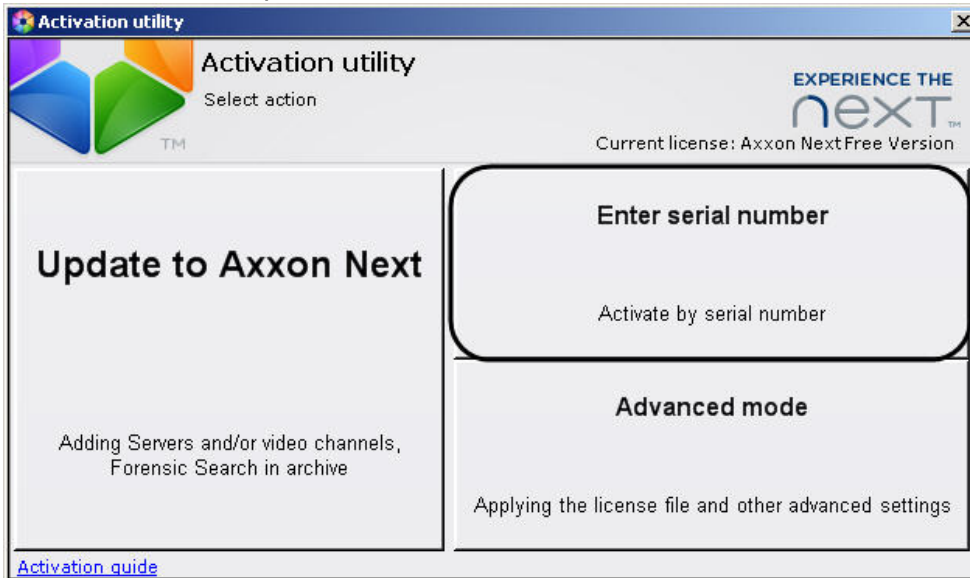 Activation utility
Activation utility
Select action
TM
EXPERIENCE THE
next TM
Current license: Axxon Next Free Version
Update to Axxon Next
Adding Servers and/or video channels,
Forensic Search in archive
Enter serial number
Activate by serial number
Advanced mode
Applying the license file and other advanced settings
Activation guide